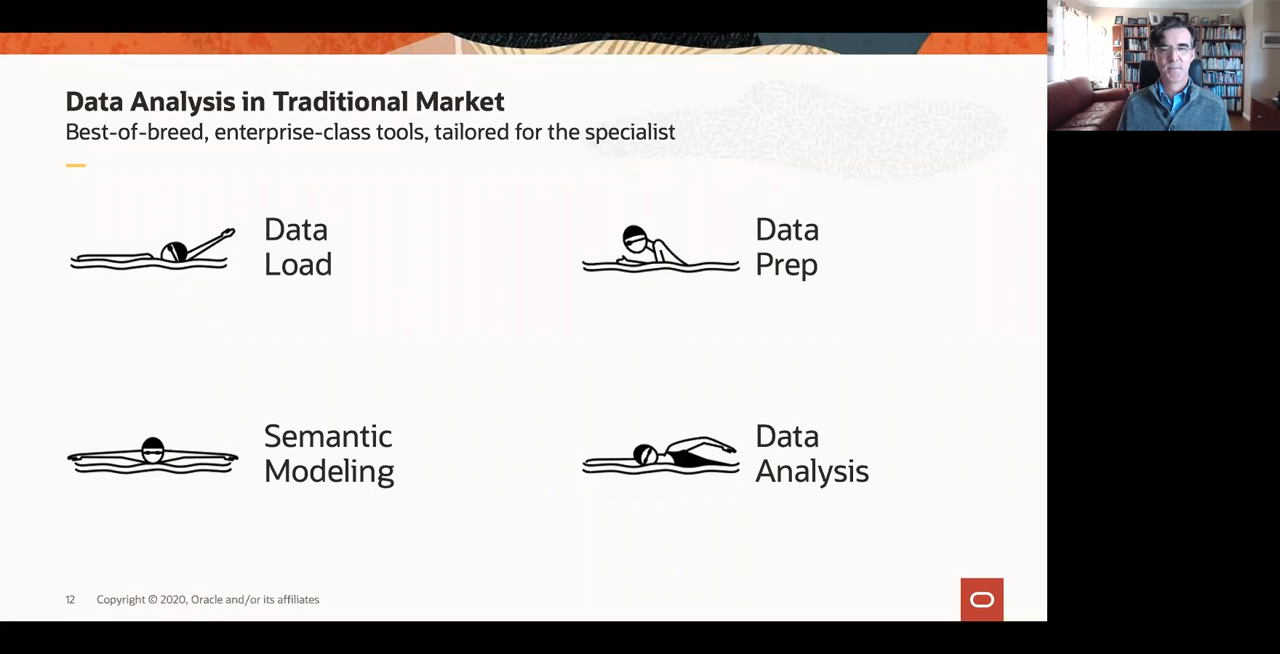 Data Analysis in Traditional Market
Best-of-breed, enterprise-class tools, tailored for the specialist
Data
Load
Data
Prep
Semantic
Modeling
Data
Analysis
12 Copyright © 2020, Oracle and/or its affiliates